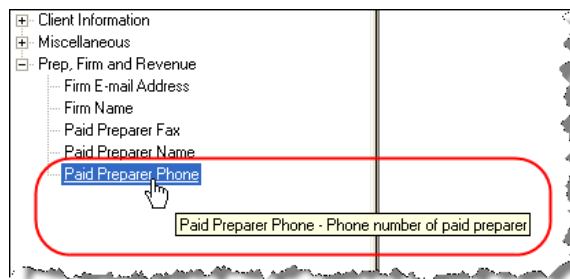 Client Information
Miscellaneous
Prep, Firm and Revenue
Firm E-mail Address
Firm Name
Paid Preparer Fax
Paid Preparer Name
Paid Preparer Phone
Paid Preparer Phone - Phone number of paid preparer